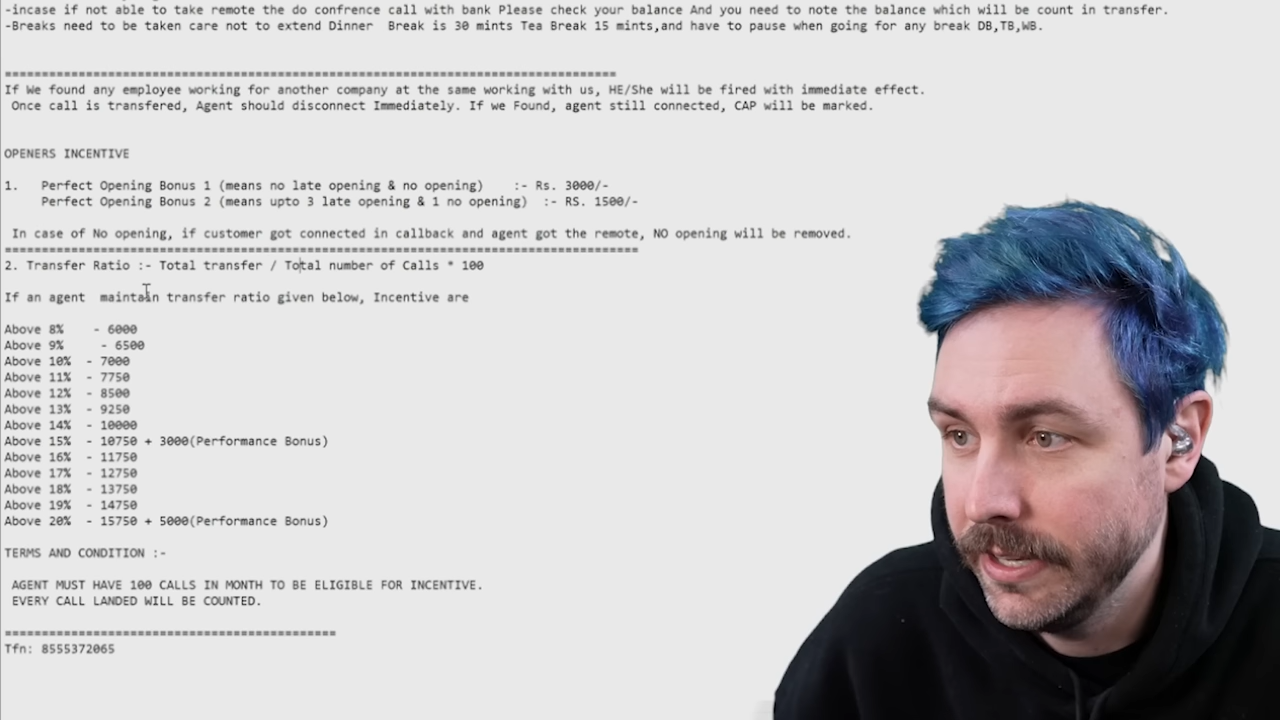 -incase if not able to take remote the do confrence call with bank Please check your balance And you need to note the balance which will be count in transfer.
-Breaks need to be taken care not to extend Dinner  Break is 30 mints Tea Break 15 mints,and have to pause when going for any break DB,TB,WB.
===================================================================================
If We found any employee working for another company at the same working with us, HE/She will be fired with immediate effect.
Once call is transfered, Agent should disconnect Immediately. If we Found, agent still connected, CAP will be marked.
OPENERS INCENTIVE
1.   Perfect Opening Bonus 1 (means no late opening & no opening)    :- Rs. 3000/-
Perfect Opening Bonus 2 (means upto 3 late opening & 1 no opening)  :- RS. 1500/-
In case of No opening, if customer got connected in callback and agent got the remote, NO opening will be removed.
======================================================================================
2. Transfer Ratio :- Total transfer / Total number of Calls * 100
If an agent  maintain transfer ratio given below, Incentive are
Above 8%    - 6000
Above 9%     - 6500
Above 10%  - 7000
Above 11%  - 7750
Above 12%  - 8500
Above 13%  - 9250
Above 14%  - 10000
Above 15%  - 10750 + 3000(Performance Bonus)
Above 16%  - 11750
Above 17%  - 12750
Above 18%  - 13750
Above 19%  - 14750
Above 20%  - 15750 + 5000(Performance Bonus)
TERMS AND CONDITION :-
AGENT MUST HAVE 100 CALLS IN MONTH TO BE ELIGIBLE FOR INCENTIVE.
EVERY CALL LANDED WILL BE COUNTED.
=============================================
Tfn: 8555372065